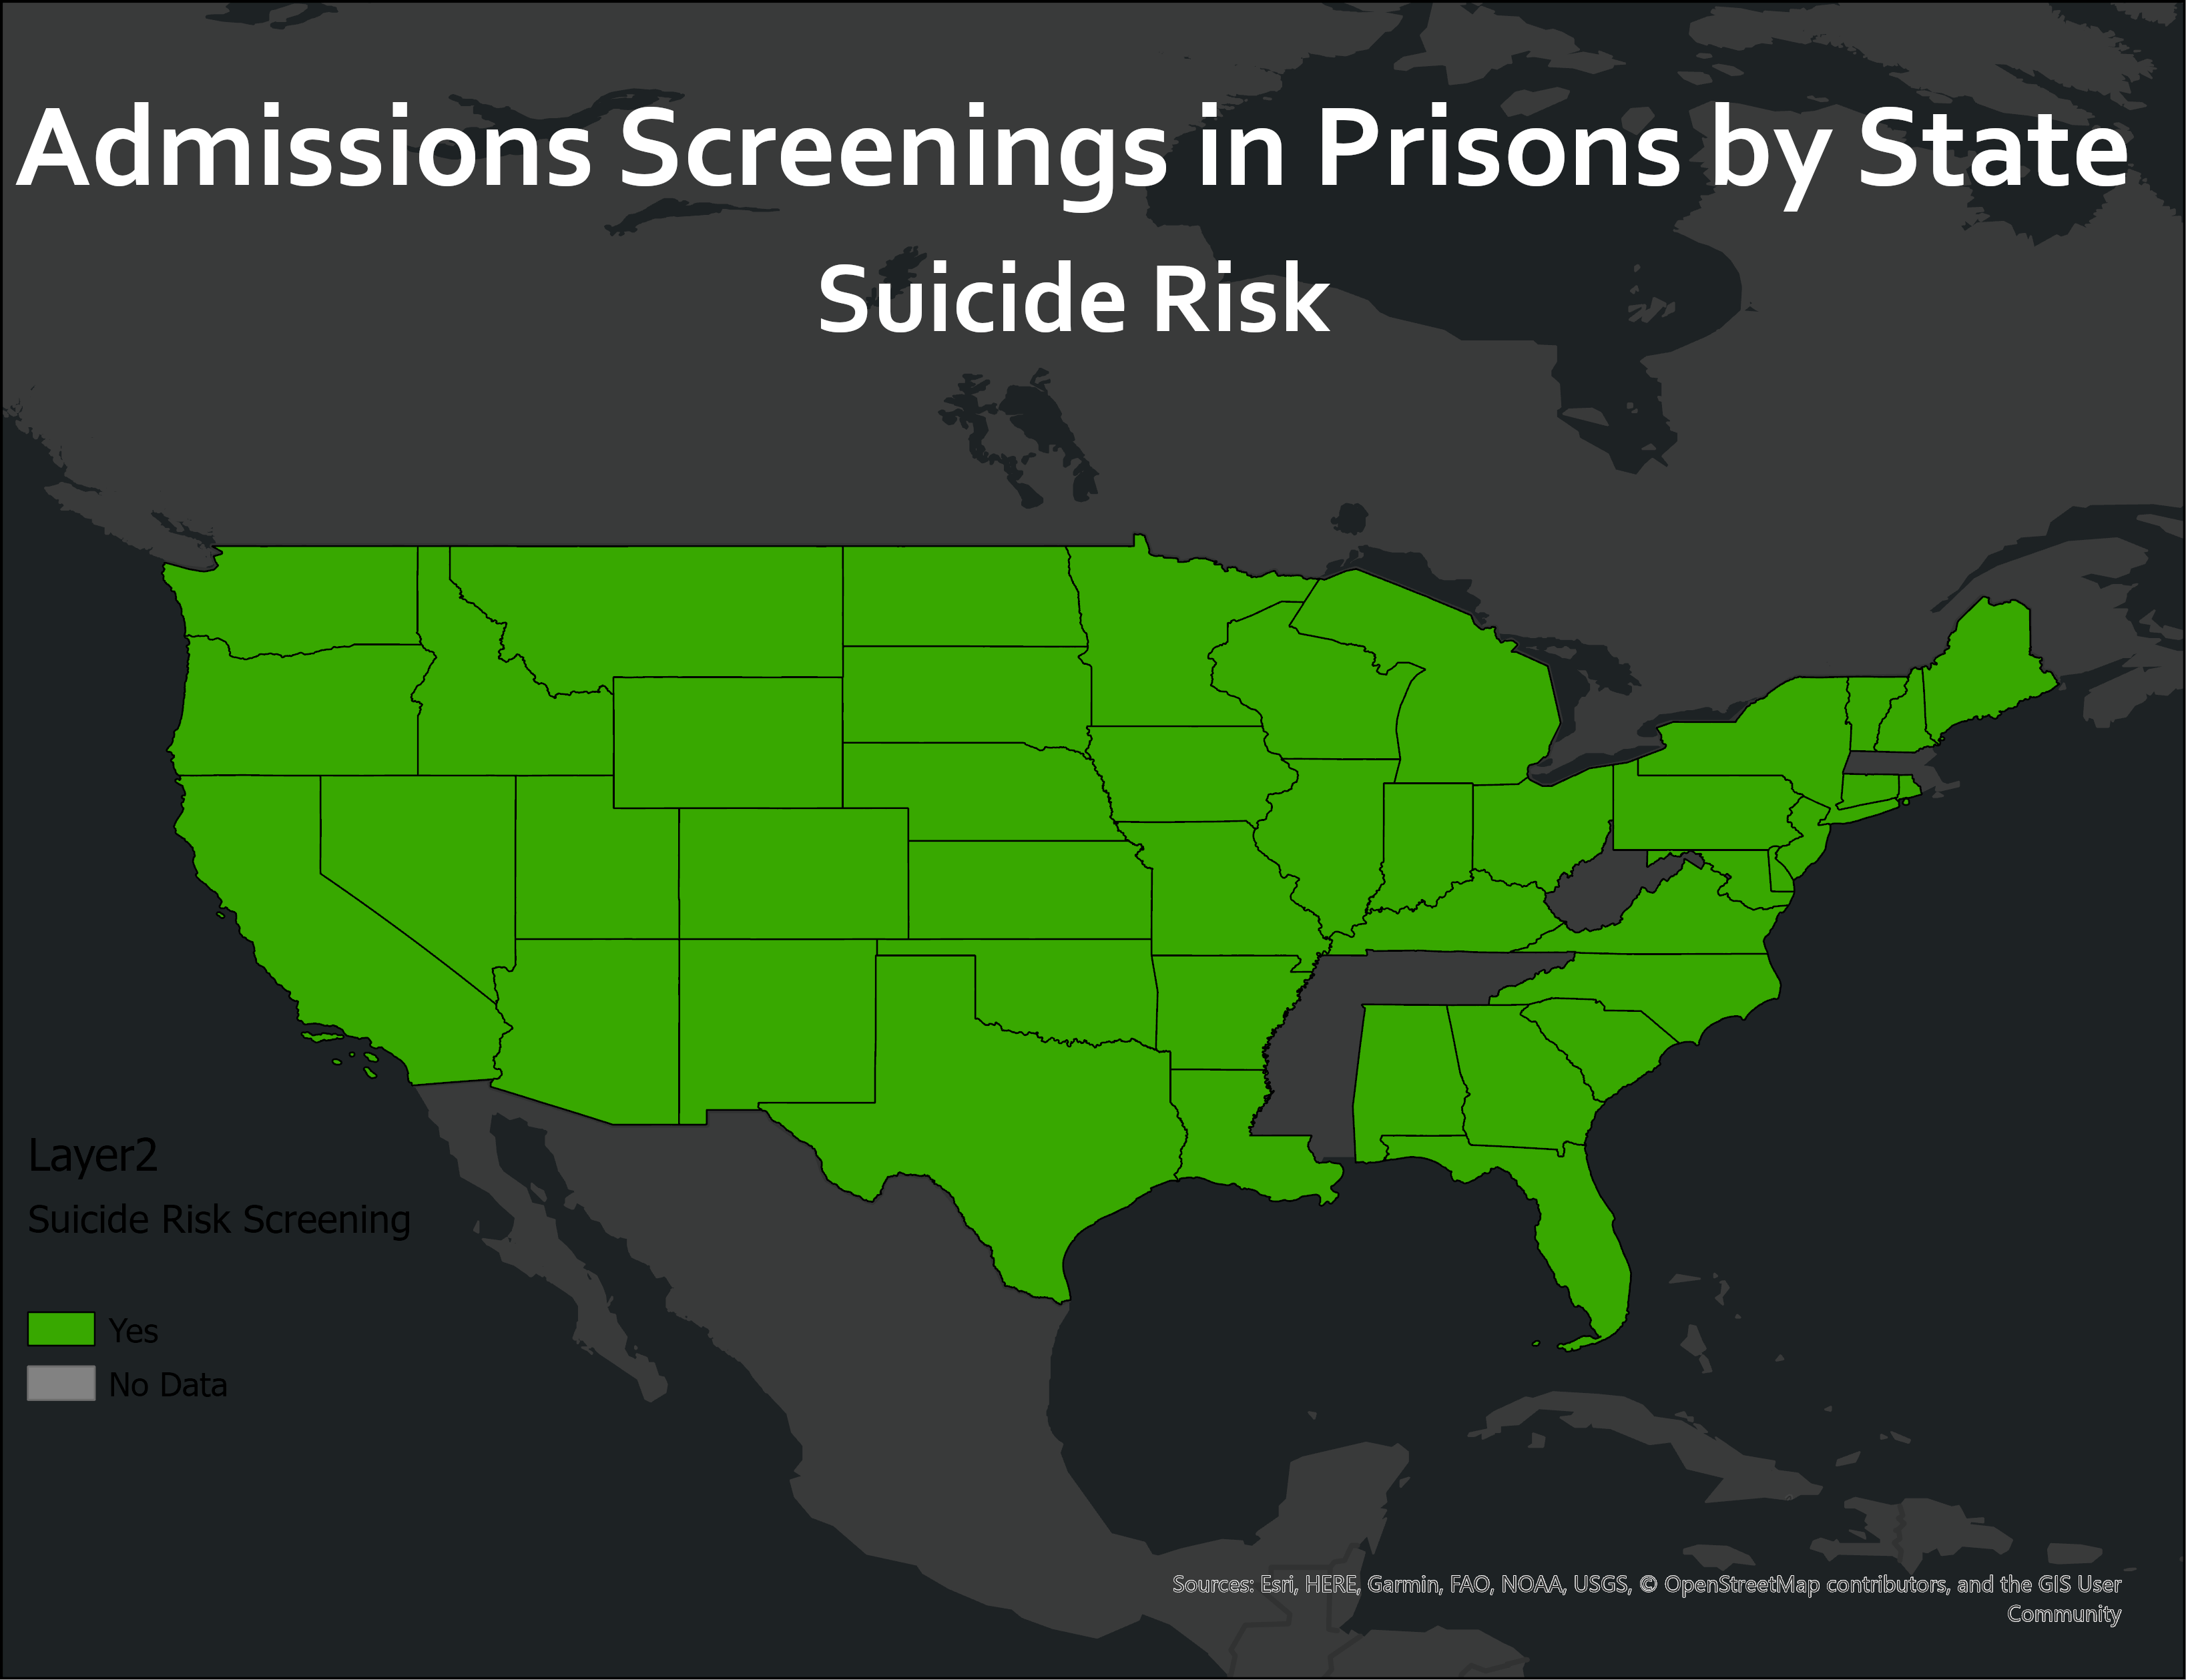 Admissions Screenings in Prisons by State
Suicide Risk
Layer2
Suicide Risk Screening
Yes
No Data
Sources: Esri, HERE, Garmin, FAO, NOAA, USGS, © OpenStreetMap contributors, and the GIS User
Community